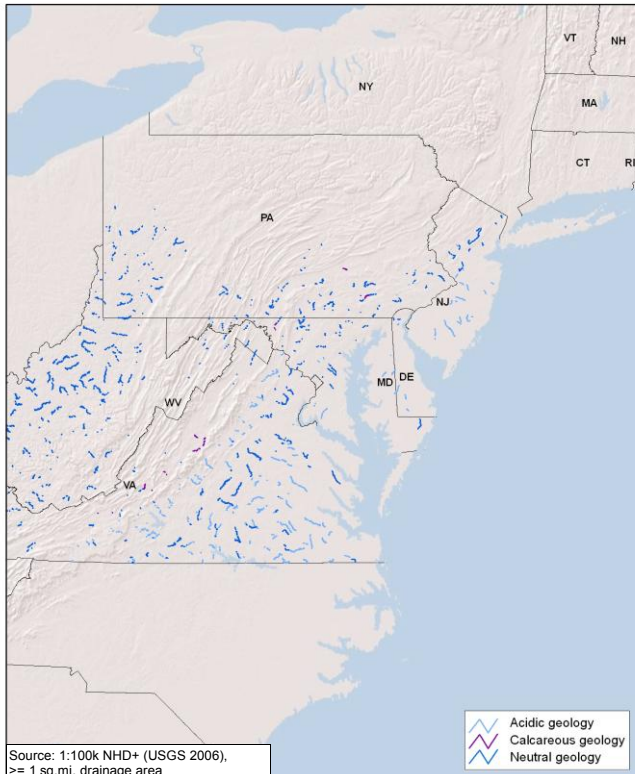 VT
NH
NY
MA
CT
RI
PA
NJ
MD
DE
WV
VA
Acidic geology
Calcareous geology
Neutral geology
Source: 1:100k NHD+ (USGS 2006),
>= 1 sq.mi. drainage area